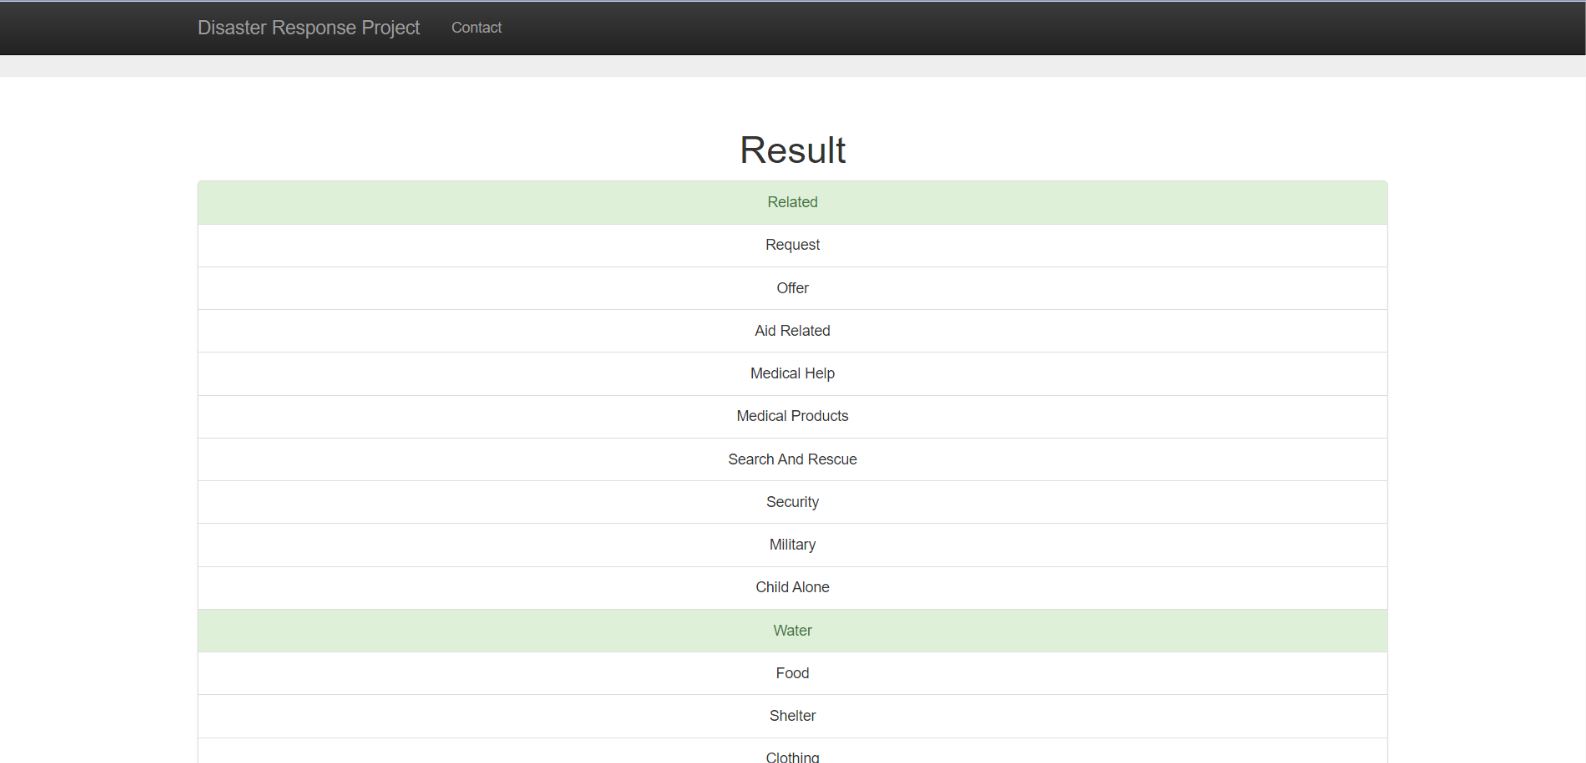 Disaster Response Project Contact
Result
Related
Request
Offer
Aid Related
Medical Help
Medical Products
Search And Rescue
Security
Military
Child Alone
Water
Food
Shelter
Clothing